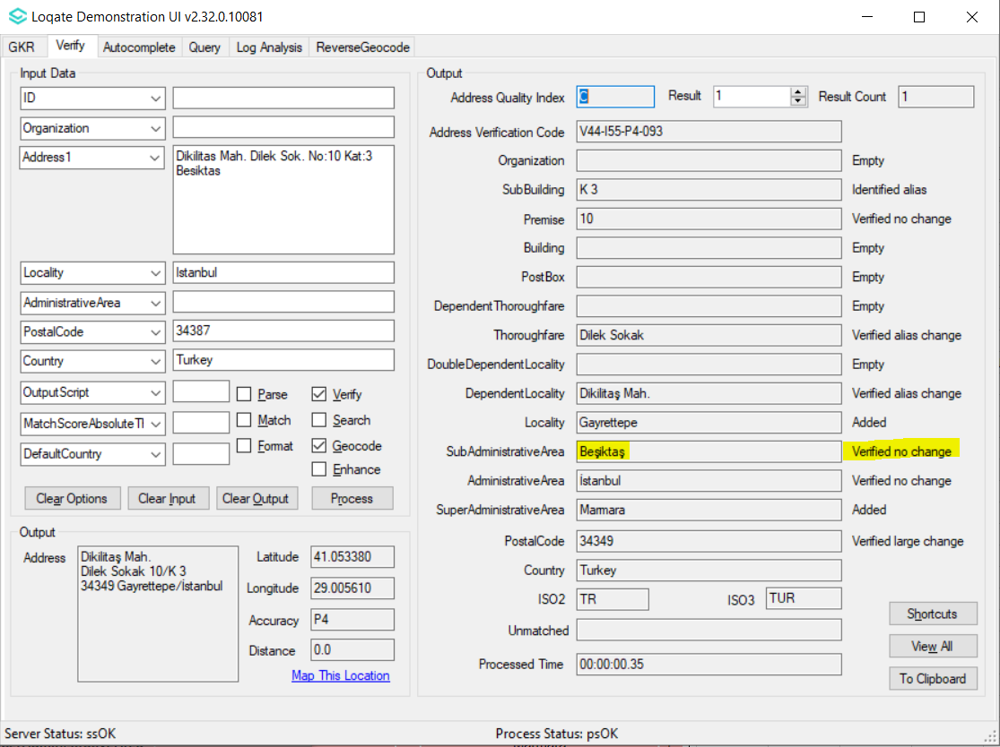 Loqate Demonstration UI v2.32.0.10081
GKR Verify Autocomplete Query Log Analysis ReverseGeocode
Input Data
ID
Organization
Address1 Dikilitas Mah. Dilek Sok. No:10 Kat:3
Besiktas
Locality Istanbul
AdministrativeArea
PostalCode 34387
Country Turkey
OutputScript Parse Verify
MatchScoreAbsoluteTl Match Search
DefaultCountry Format Geocode
Enhance
Clear Options Clear Input Clear Output Process
Output
Address Dikilitaş Mah.
Dilek Sokak 10/K 3
34349 Gayrettepe/İstanbul
Latitude 41.053380
Longitude 29.005610
Accuracy P4
Distance 0.0
Map This Location
Output
Address Quality Index C Result 1 Result Count 1
Address Verification Code V44-I55-P4-093
Organization Empty
SubBuilding K 3 Identified alias
Premise 10 Verified no change
Building Empty
PostBox Empty
DependentThoroughfare Empty
Thoroughfare Dilek Sokak Verified alias change
DoubleDependentLocality Empty
DependentLocality Dikilitaş Mah. Verified alias change
Locality Gayrettepe Added
SubAdministrativeArea Beşiktaş Verified no change
AdministrativeArea İstanbul Verified no change
SuperAdministrativeArea Marmara Added
PostalCode 34349 Verified large change
Country Turkey
ISO2 TR ISO3 TUR
Unmatched
Processed Time 00:00:00.35
Shortcuts
View All
To Clipboard
Server Status: ssOK Process Status: psOK